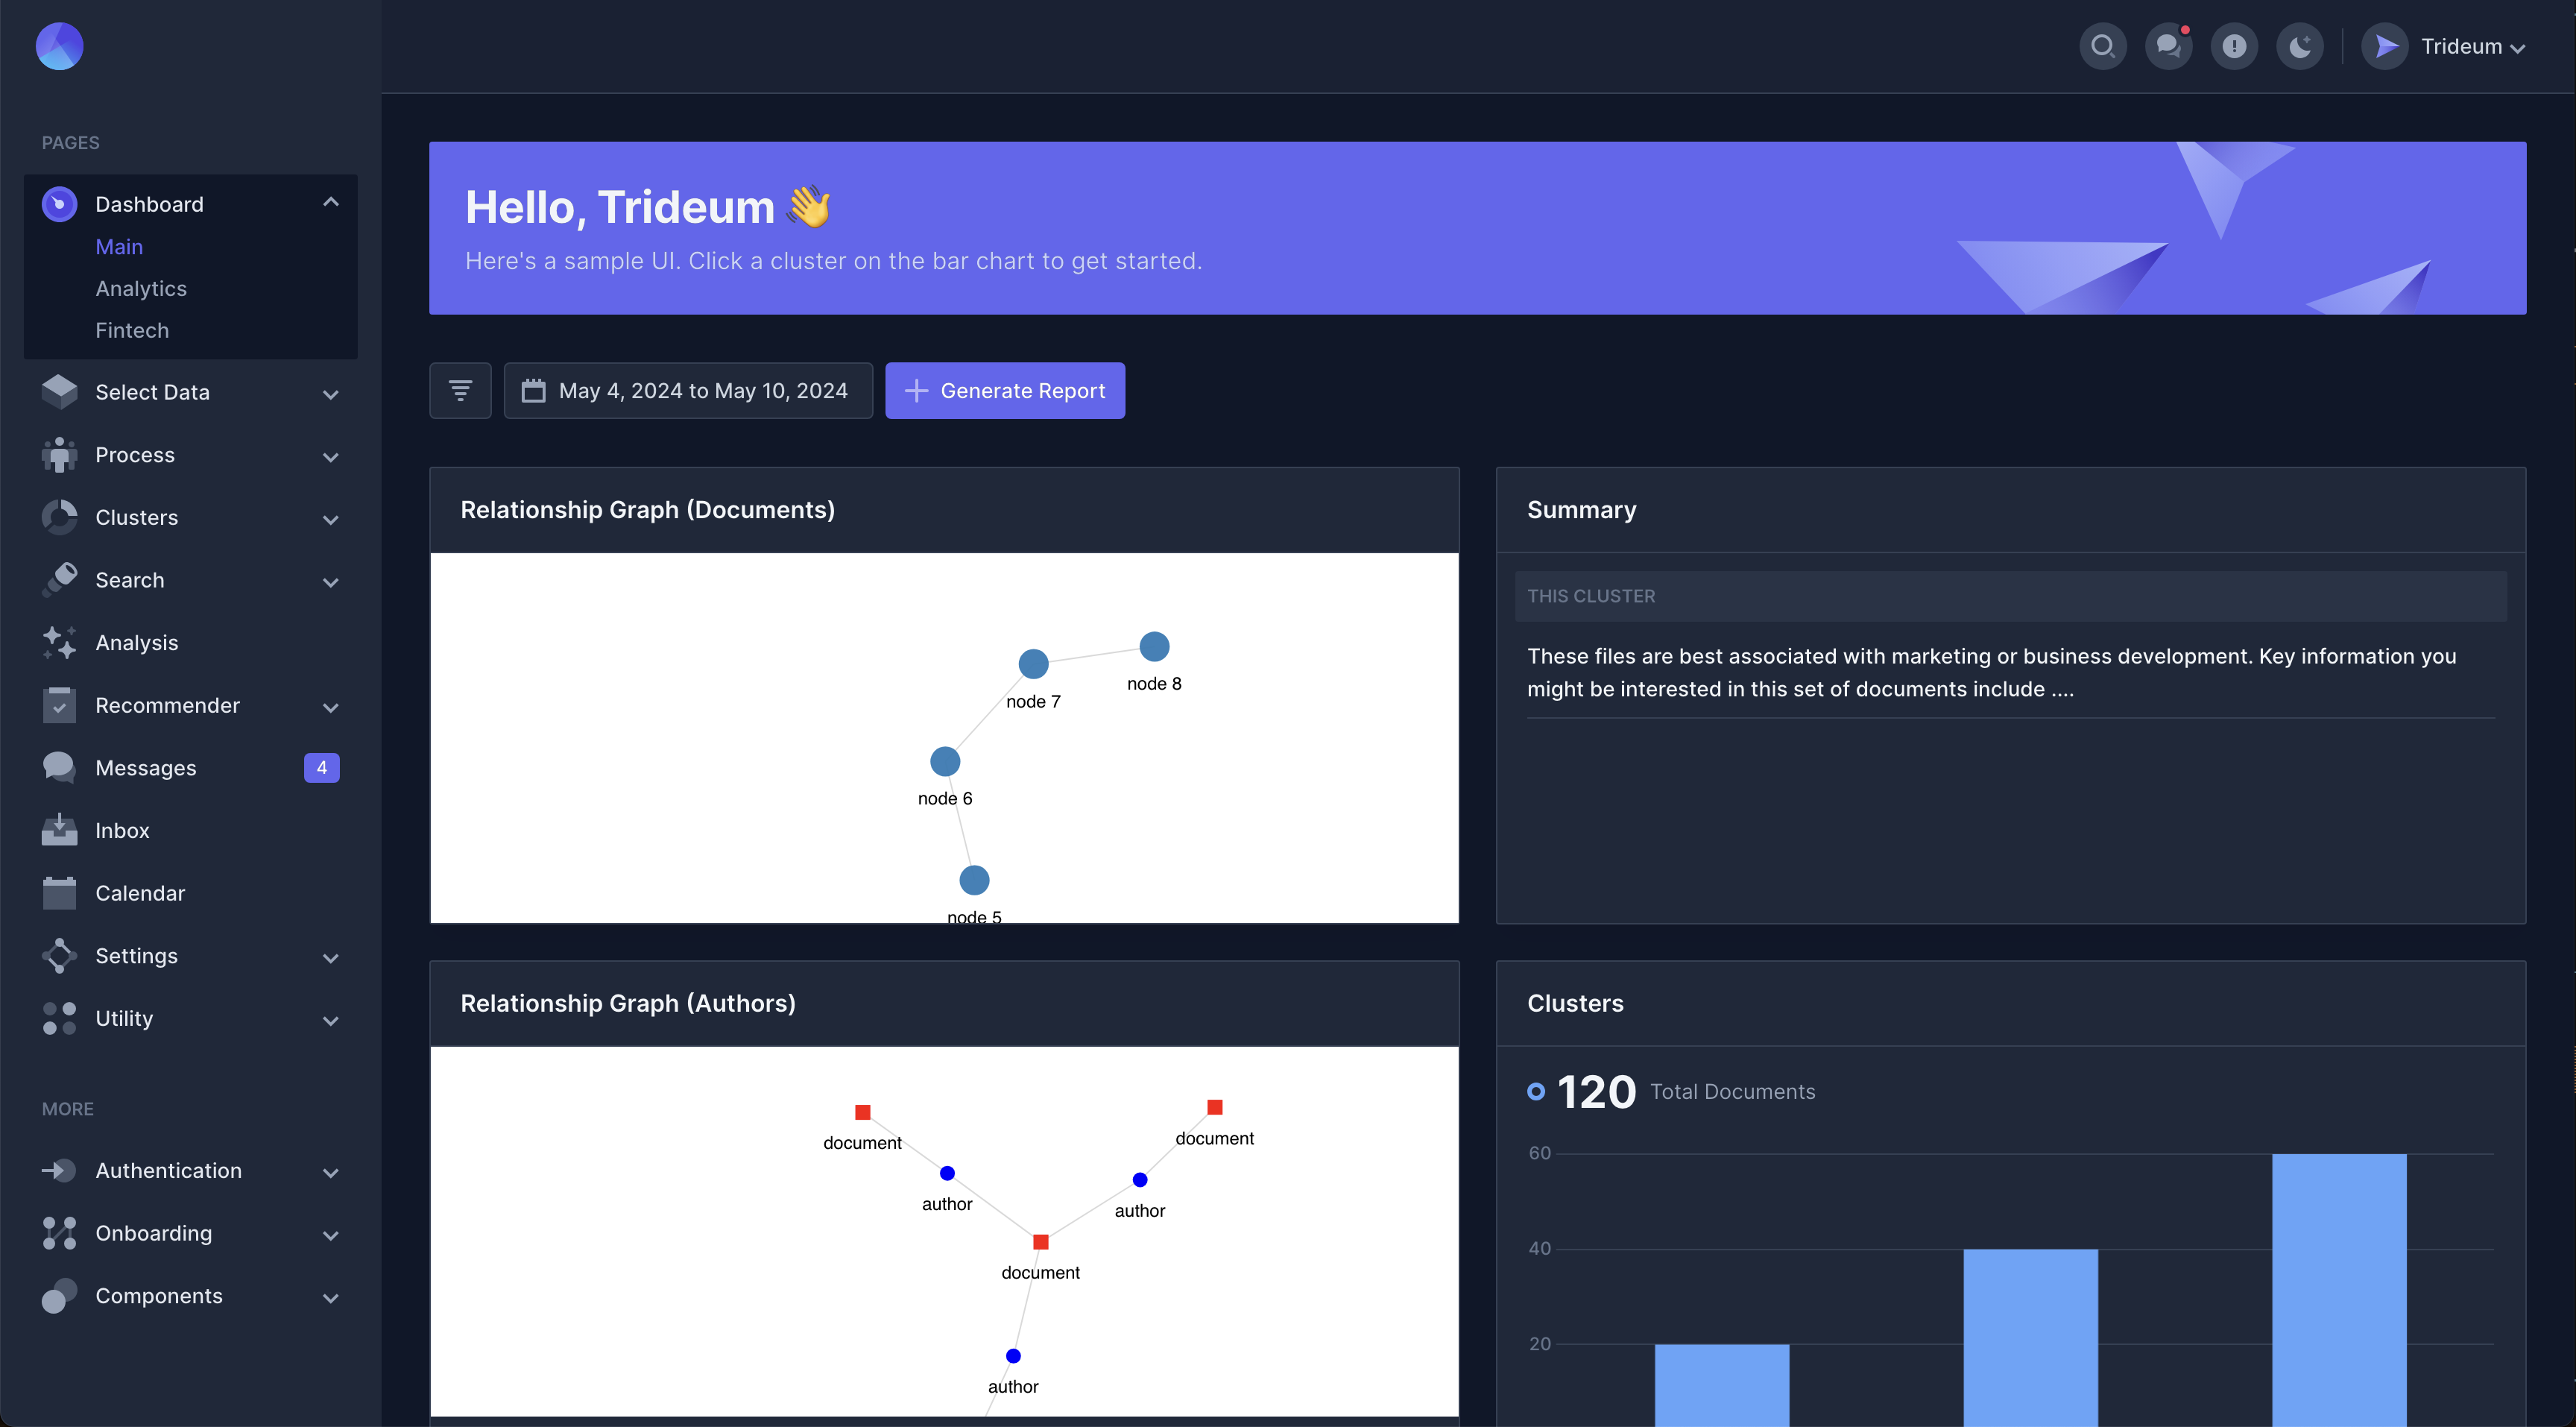 Trideum
PAGES
Dashboard
Main
Analytics
Fintech
Select Data
Process
Clusters
Search
Analysis
Recommender
Messages 4
Inbox
Calendar
Settings
Utility
MORE
Authentication
Onboarding
Components
Hello, Trideum 👋
Here's a sample UI. Click a cluster on the bar chart to get started.
May 4, 2024 to May 10, 2024
Generate Report
Relationship Graph (Documents)
node 8
node 7
node 6
node 5
Summary
THIS CLUSTER
These files are best associated with marketing or business development. Key information you
might be interested in this set of documents include ....
Relationship Graph (Authors)
document
document
author
author
document
author
Clusters
120 Total Documents
60
40
20